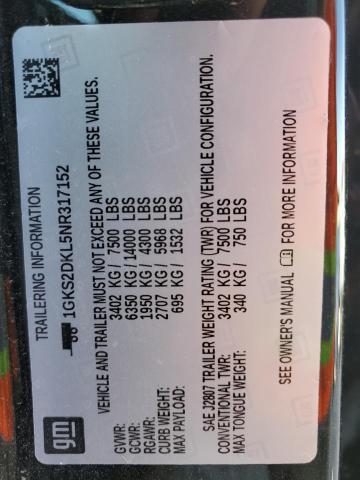 TRAILERING INFORMATION
1GKS2DKL5NR317152
VEHICLE AND TRAILER MUST NOT EXCEED ANY OF THESE VALUES.
GVWR: 3402 KG / 7500 LBS
GCWR: 6350 KG / 14000 LBS
RGAWR: 1950 KG / 4300 LBS
CURB WEIGHT: 2707 KG / 5968 LBS
MAX PAYLOAD: 695 KG / 1532 LBS
SAE J2807 TRAILER WEIGHT RATING (TWR) FOR VEHICLE CONFIGURATION.
CONVENTIONAL TWR: 3402 KG / 7500 LBS
MAX TONGUE WEIGHT: 340 KG / 750 LBS
SEE OWNER'S MANUAL FOR MORE INFORMATION
gm